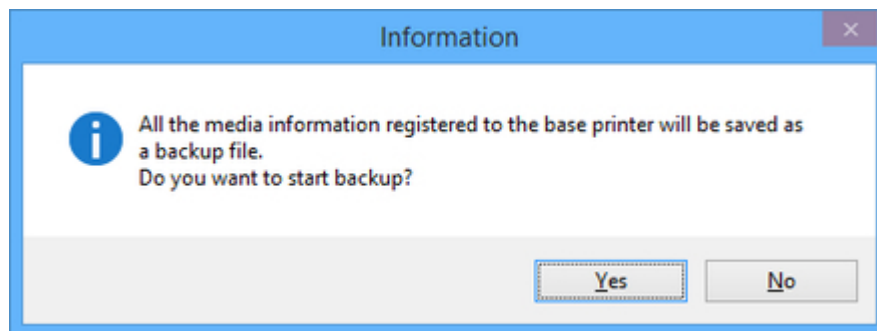 Information
All the media information registered to the base printer will be saved as
a backup file.
Do you want to start backup?
Yes
No